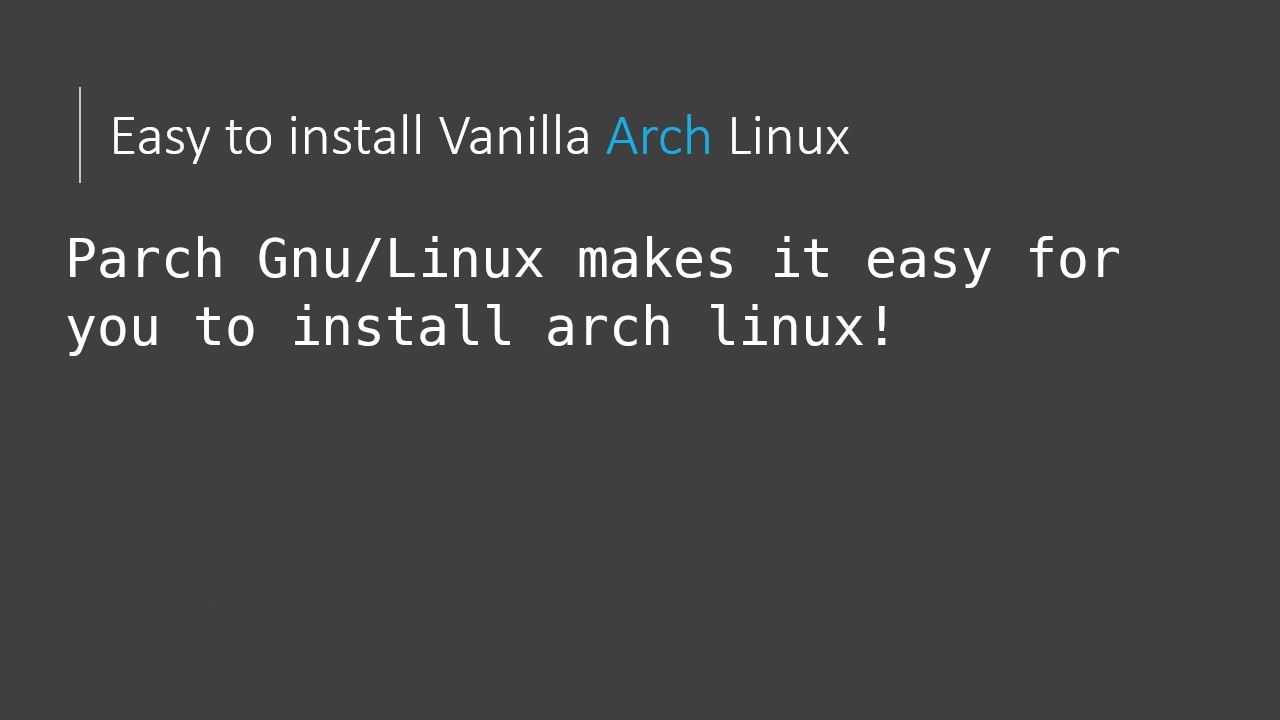 Easy to install Vanilla Arch Linux
Parch Gnu/Linux makes it easy for
you to install arch linux!